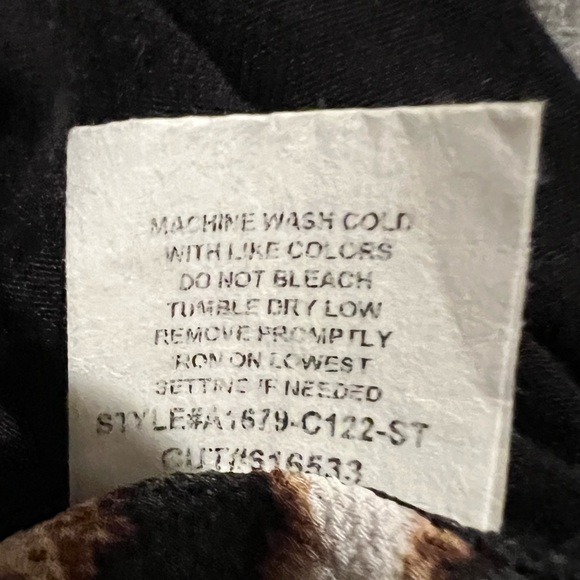 MACHINE WASH COLD
WITH LIKE COLORS
DO NOT BLEACH
TUMBLE DRY LOW
REMOVE PROMPTLY
IRON ON LOWEST
SETTING IF NEEDED
STYLE#A1679-C122-ST
CUT#616533